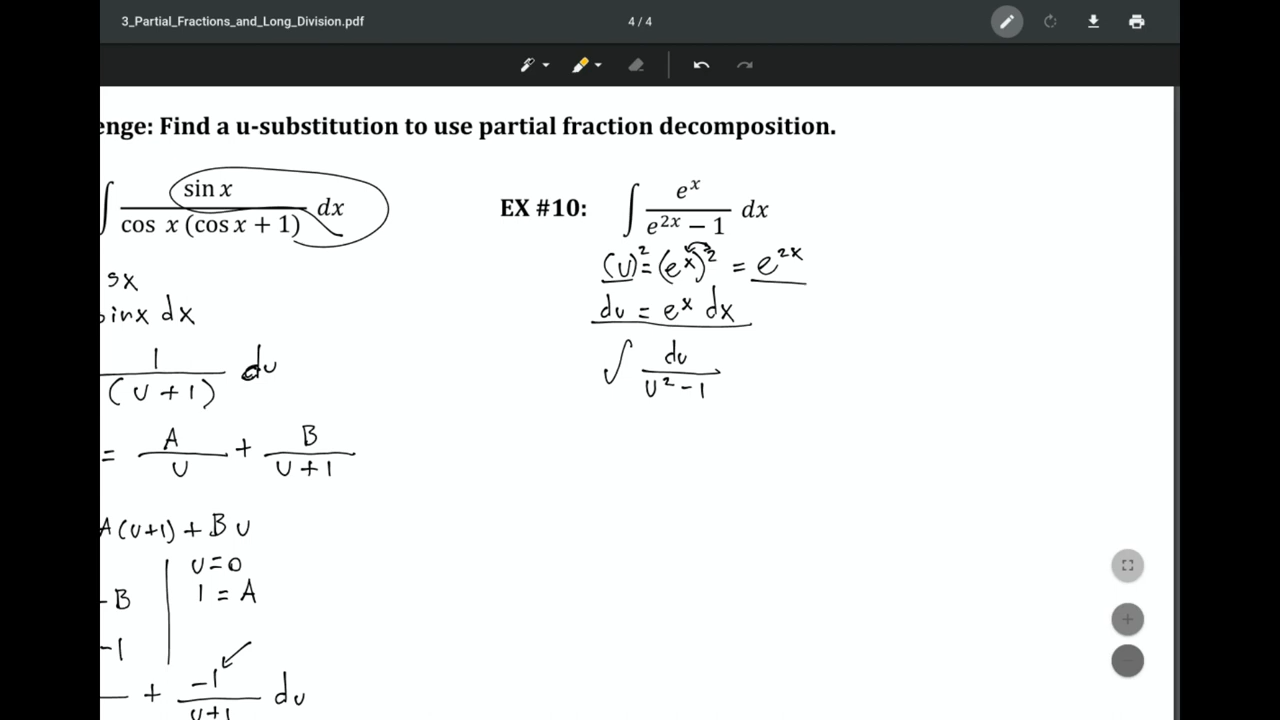 3_Partial_Fractions_and_Long_Division.pdf
4 / 4
enge: Find a u-substitution to use partial fraction decomposition.
∫ sin x / (cos x (cos x + 1)) dx
sx
sinx dx
1 / (u + 1) du
= A/u + B/(u + 1)
A(u+1) + B u
- B
-1
u = 0
1 = A
+ -1/(u+1) du
EX #10: ∫ e^x / (e^(2x) − 1) dx
(u)² = (e^x)² = e^(2x)
du = e^x dx
∫ du / (u² - 1)